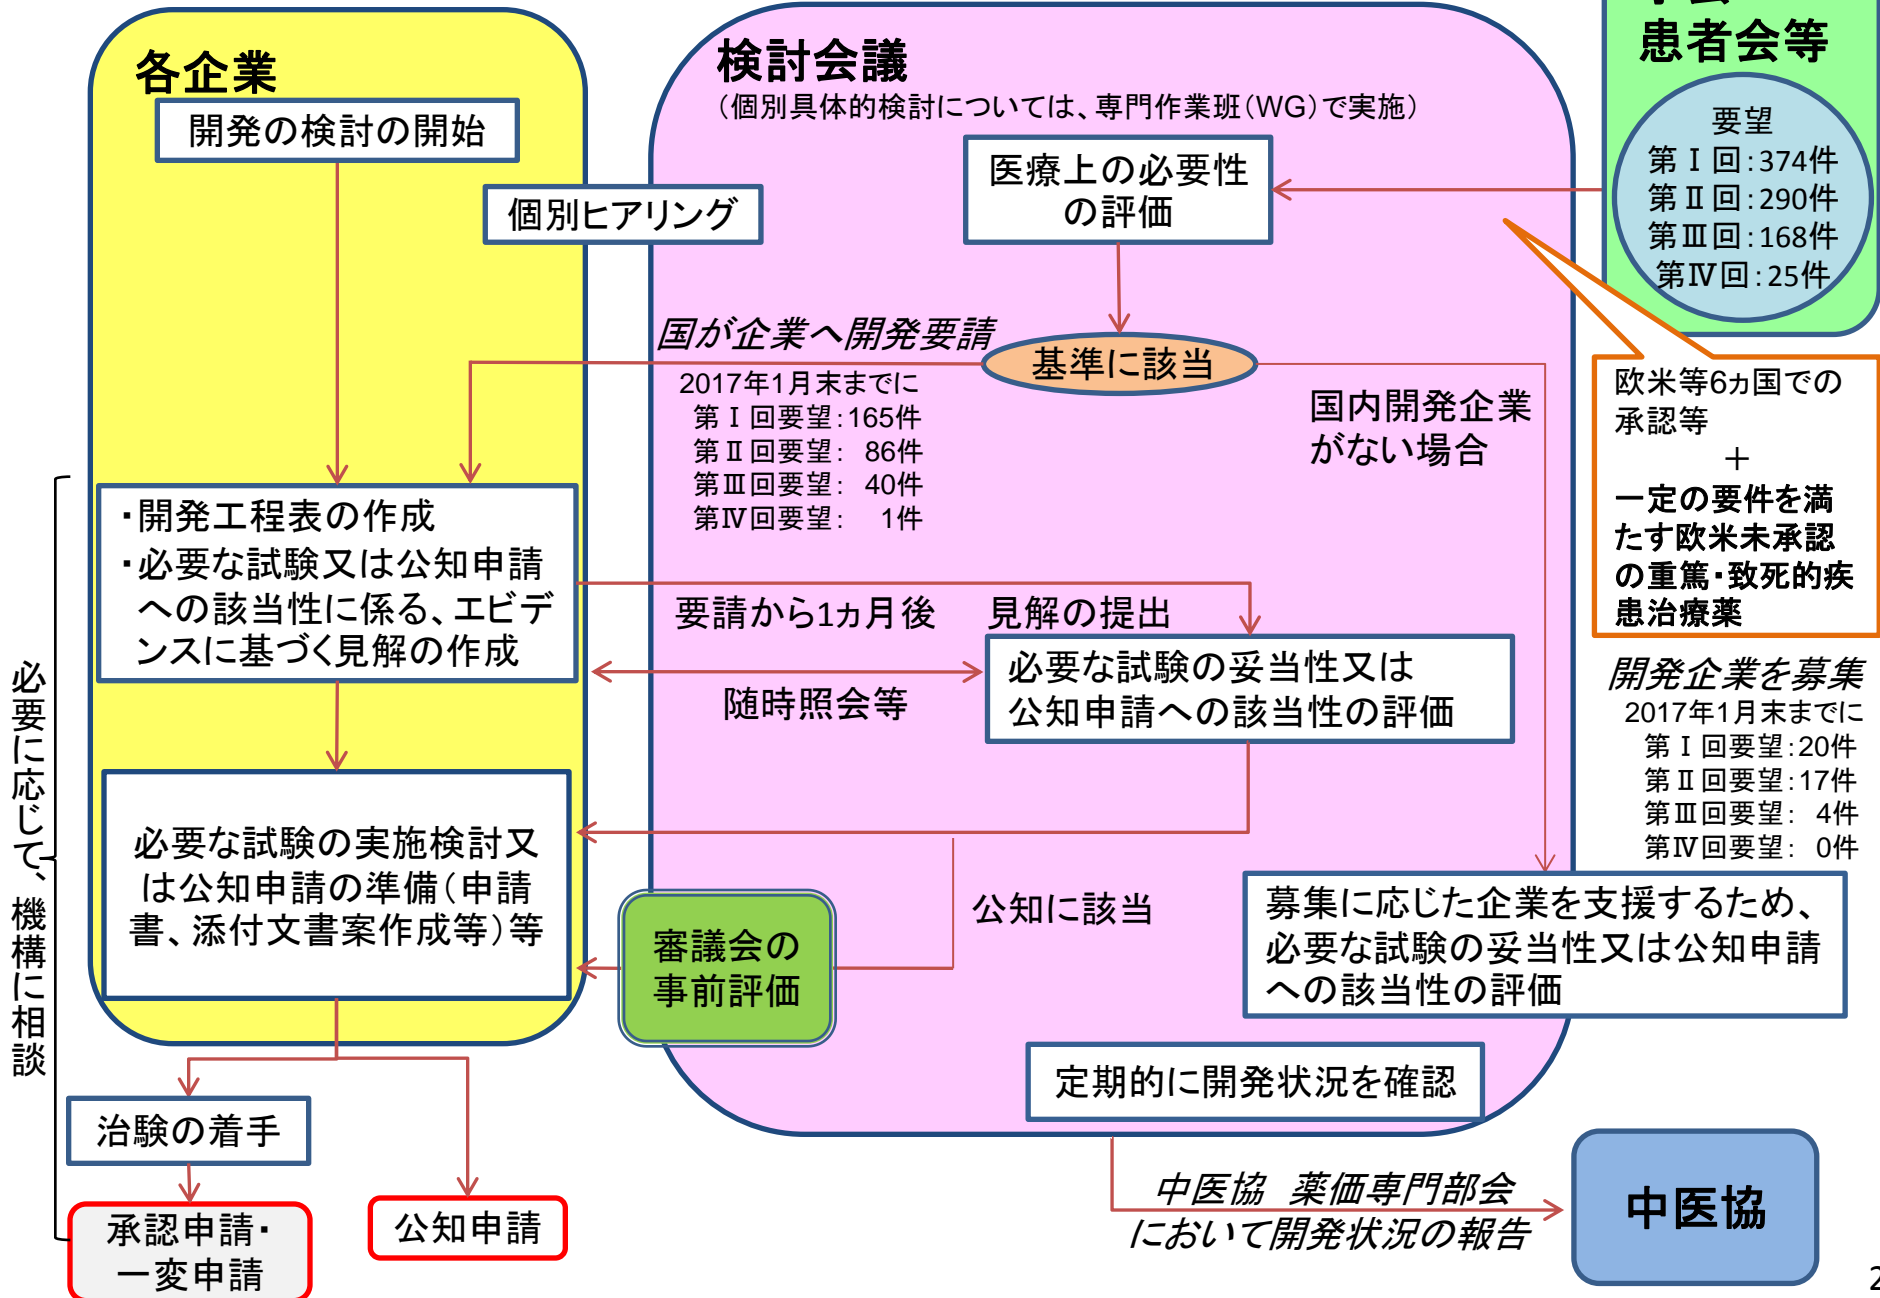 各企業
開発の検討の開始
個別ヒアリング
・開発工程表の作成
・必要な試験又は公知申請
への該当性に係る、エビデ
ンスに基づく見解の作成
必要な試験の実施検討又
は公知申請の準備（申請
書、添付文書案作成等）等
治験の着手
承認申請・
一変申請
公知申請
必要に応じて、機構に相談
検討会議
（個別具体的検討については、専門作業班（WG）で実施）
医療上の必要性
の評価
基準に該当
国が企業へ開発要請
2017年1月末までに
第Ⅰ回要望：165件
第Ⅱ回要望： 86件
第Ⅲ回要望： 40件
第Ⅳ回要望： 1件
国内開発企業
がない場合
要請から1ヵ月後 見解の提出
随時照会等
必要な試験の妥当性又は
公知申請への該当性の評価
公知に該当
審議会の
事前評価
募集に応じた企業を支援するため、
必要な試験の妥当性又は公知申請
への該当性の評価
定期的に開発状況を確認
患者会等
要望
第Ⅰ回：374件
第Ⅱ回：290件
第Ⅲ回：168件
第Ⅳ回：25件
欧米等6ヵ国での
承認等
＋
一定の要件を満
たす欧米未承認
の重篤・致死的疾
患治療薬
開発企業を募集
2017年1月末までに
第Ⅰ回要望：20件
第Ⅱ回要望：17件
第Ⅲ回要望： 4件
第Ⅳ回要望： 0件
中医協 薬価専門部会
において開発状況の報告
中医協
2